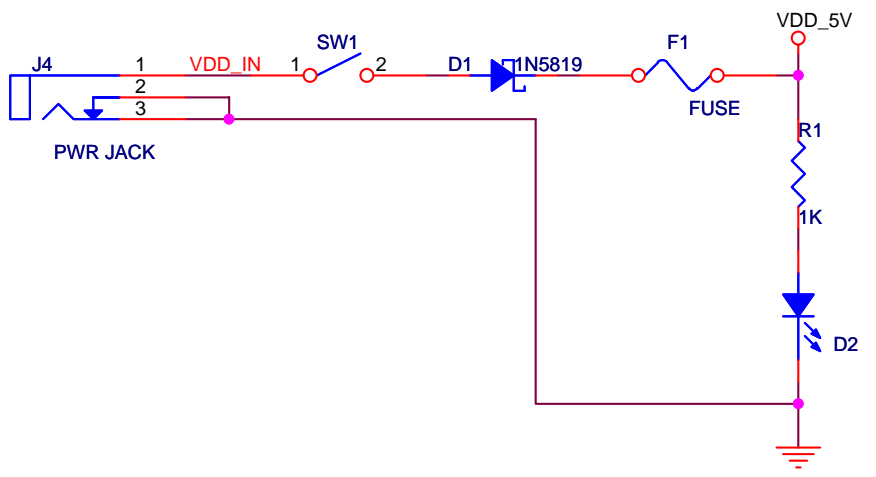 VDD_5V
SW1
F1
J4
1
VDD_IN
1
2
D1
1N5819
2
3
FUSE
R1
PWR JACK
1K
D2